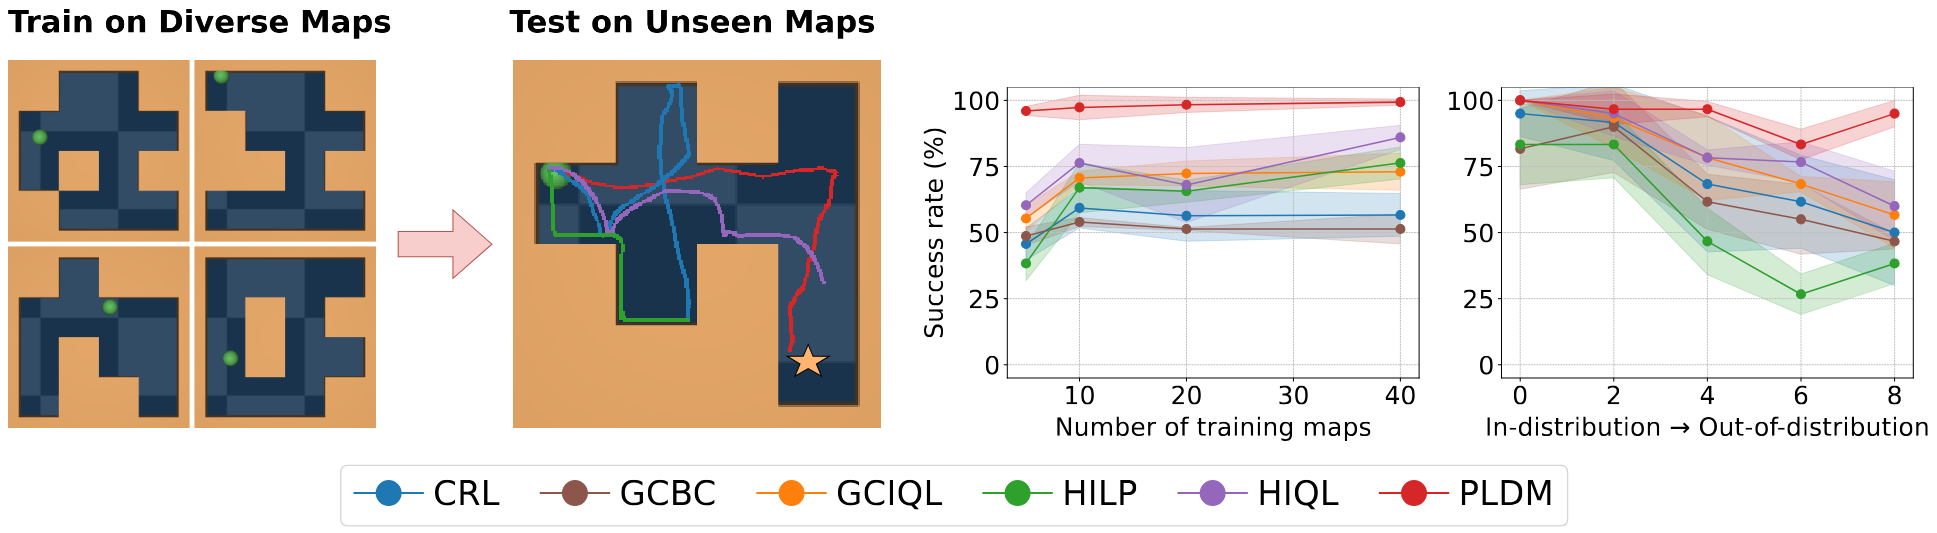 Train on Diverse Maps
Test on Unseen Maps
Success rate (%)
100
75
50
25
0
10 20 30 40
Number of training maps
100
75
50
25
0
0 2 4 6 8
In-distribution → Out-of-distribution
CRL GCBC GCIQL HILP HIQL PLDM